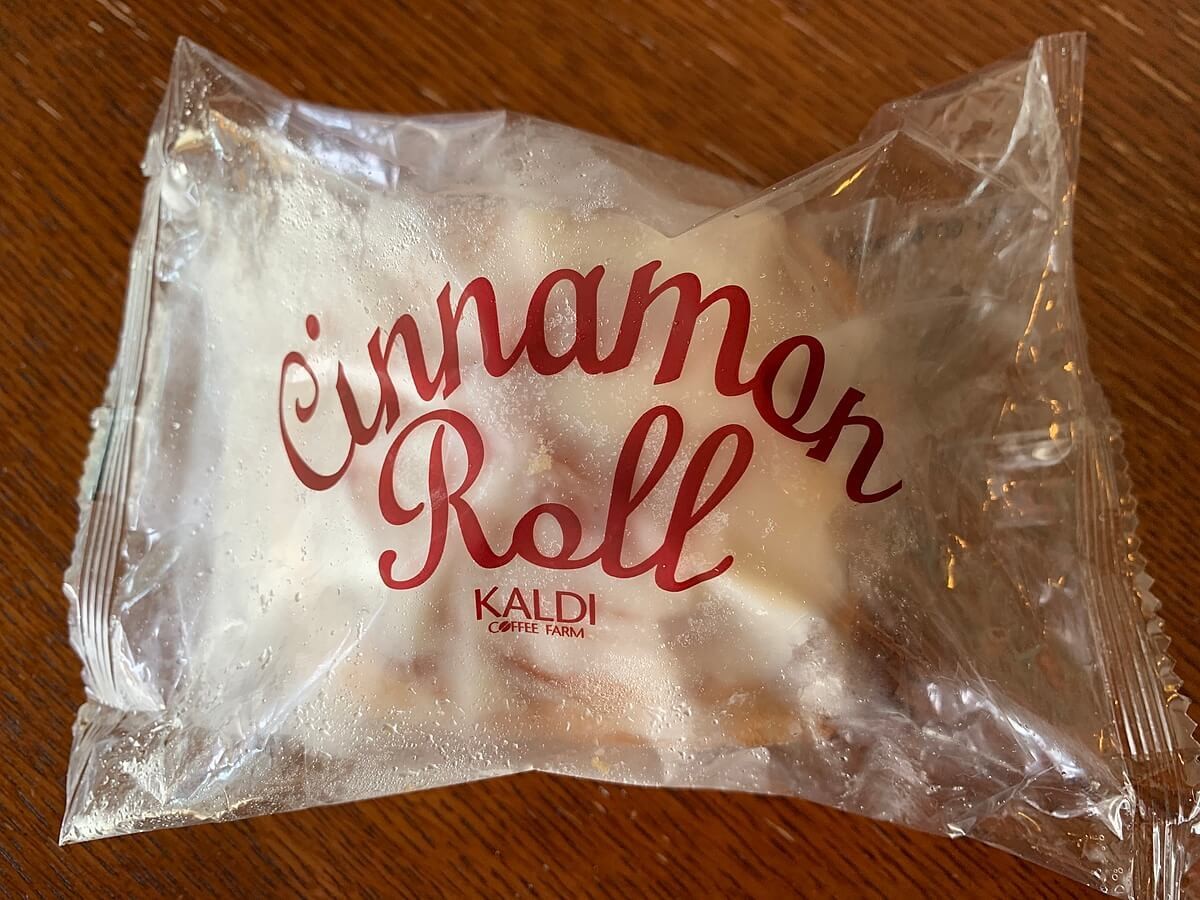 Cinnamon
Roll
KALDI
COFFEE FARM